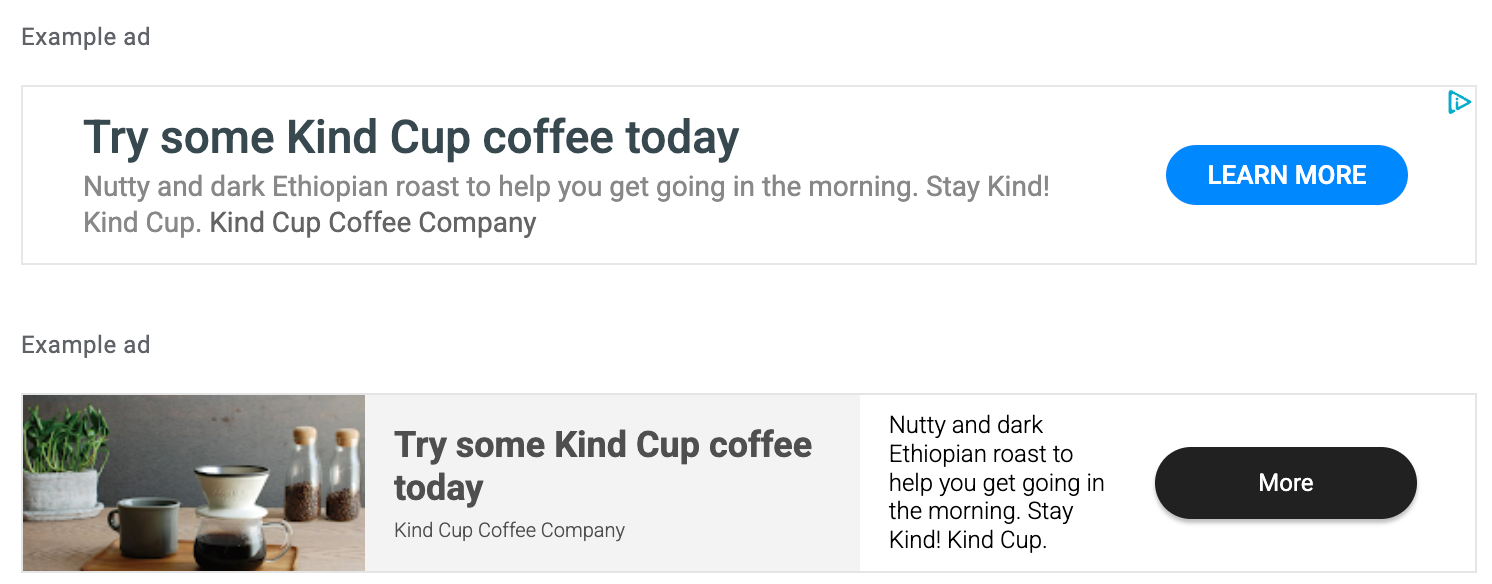 Example ad
Try some Kind Cup coffee today
Nutty and dark Ethiopian roast to help you get going in the morning. Stay Kind!
Kind Cup. Kind Cup Coffee Company
LEARN MORE
Example ad
Try some Kind Cup coffee
today
Kind Cup Coffee Company
Nutty and dark
Ethiopian roast to
help you get going in
the morning. Stay
Kind! Kind Cup.
More